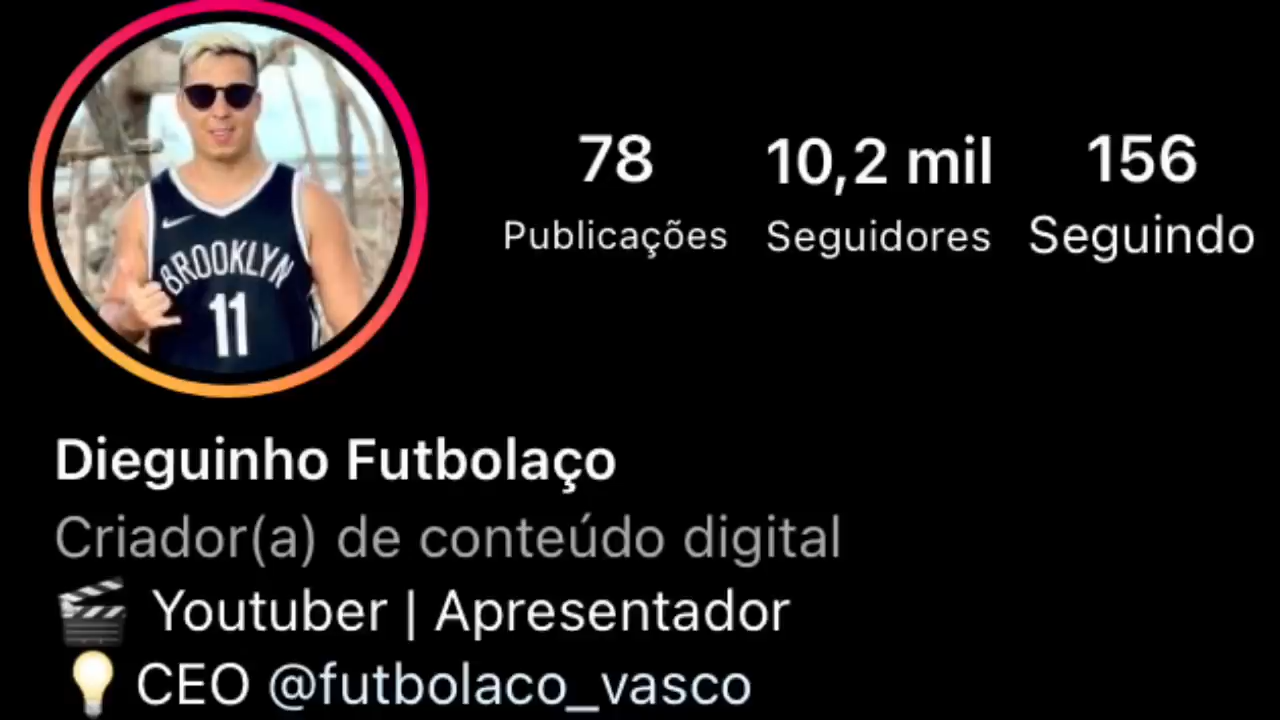 BROOKLYN
11
78 10,2 mil 156
Publicações Seguidores Seguindo
Dieguinho Futbolaço
Criador(a) de conteúdo digital
Youtuber | Apresentador
CEO @futbolaco_vasco